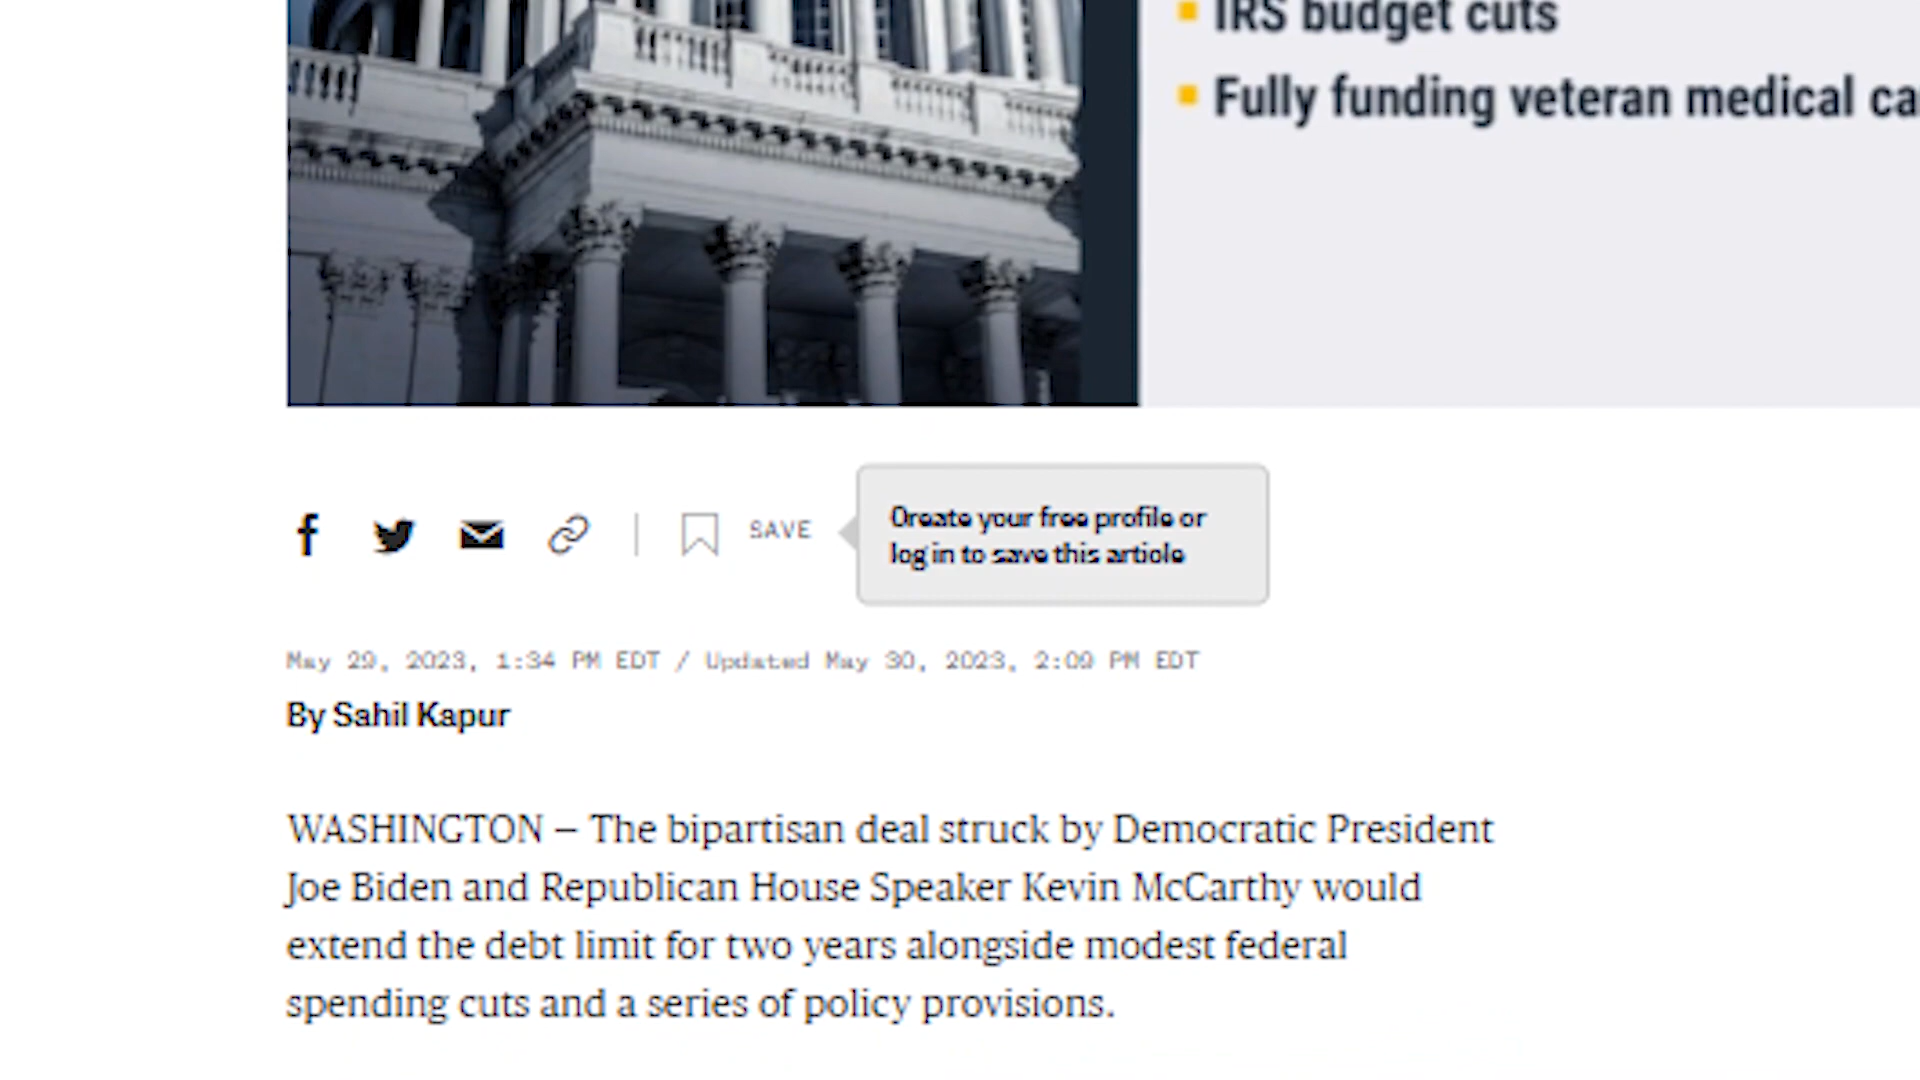 IRS budget cuts
Fully funding veteran medical ca
SAVE
Create your free profile or
log in to save this article
May 29, 2023, 1:34 PM EDT / Updated May 30, 2023, 2:09 PM EDT
By Sahil Kapur
WASHINGTON — The bipartisan deal struck by Democratic President
Joe Biden and Republican House Speaker Kevin McCarthy would
extend the debt limit for two years alongside modest federal
spending cuts and a series of policy provisions.